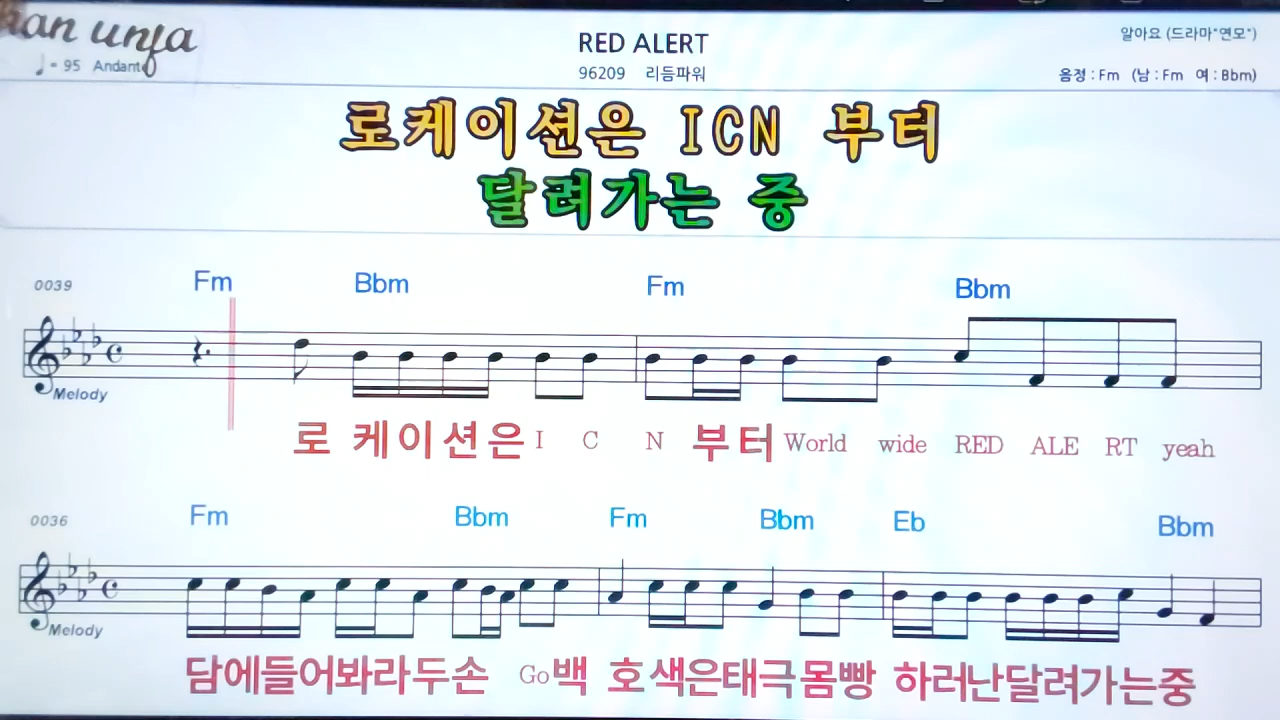 RED ALERT
알아요 (드라마"연모")
♩= 95 Andante
96209 리듬파워
음정 : Fm (남 : Fm 여 : Bbm)
로케이션은 ICN 부터
달려가는 중
0039 Fm Bbm Fm Bbm
Melody
로 케이션은 I C N 부터 World wide RED ALE RT yeah
0036 Fm Bbm Fm Bbm Eb Bbm
Melody
담에들어봐라두손 Go백 호색은태극몸빵 하러난달려가는중